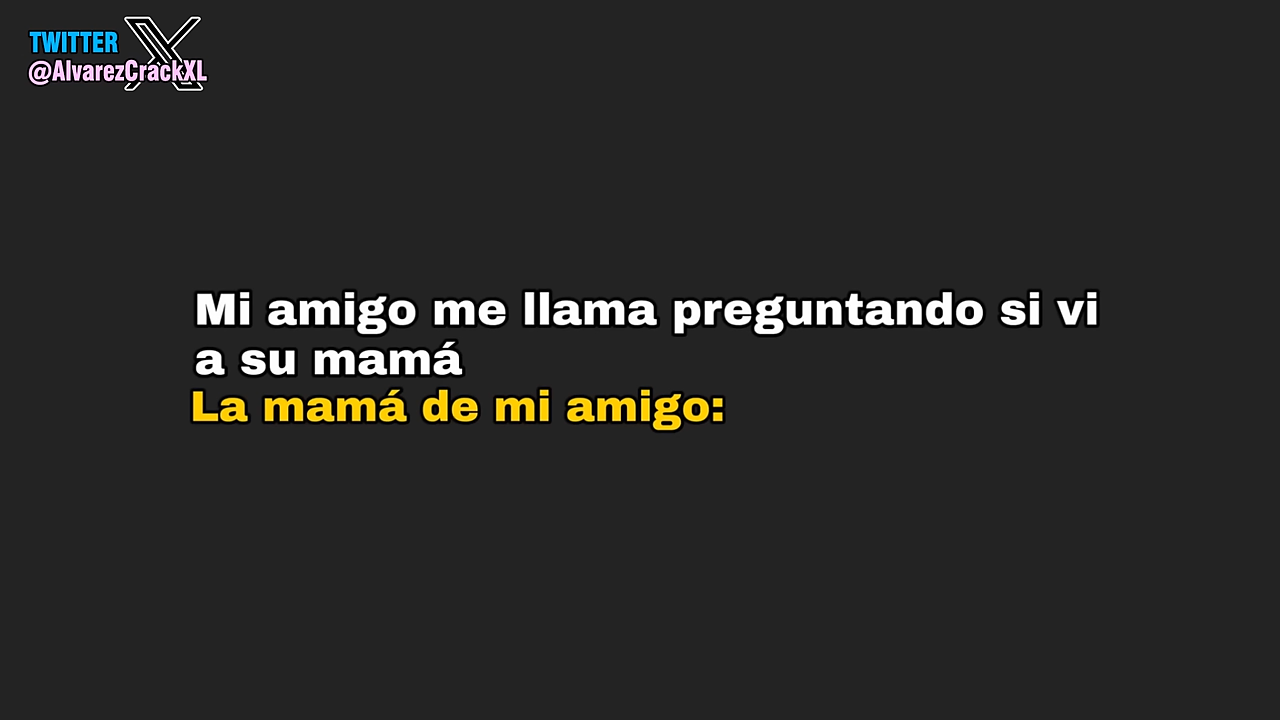 TWITTER
@AlvarezCrackXL
Mi amigo me llama preguntando si vi
a su mamá
La mamá de mi amigo: